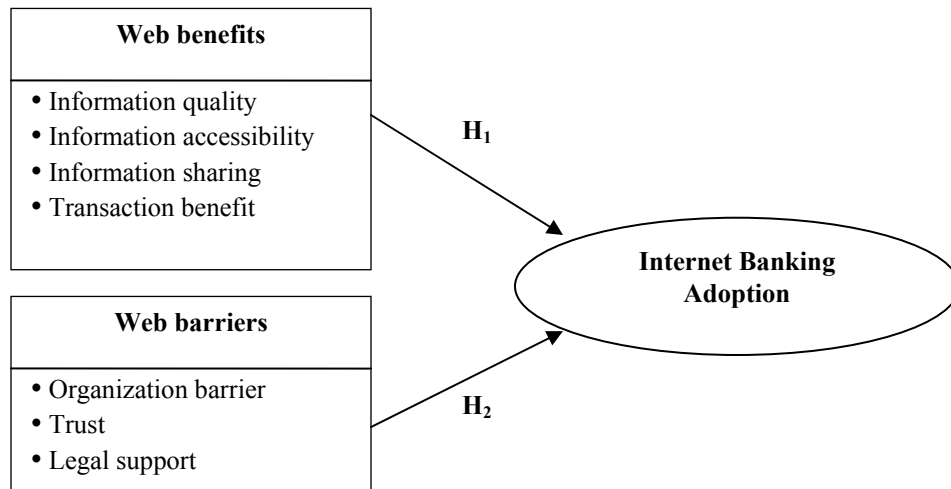 Web benefits
• Information quality
• Information accessibility
• Information sharing
• Transaction benefit
H₁
Internet Banking
Adoption
Web barriers
• Organization barrier
• Trust
• Legal support
H₂